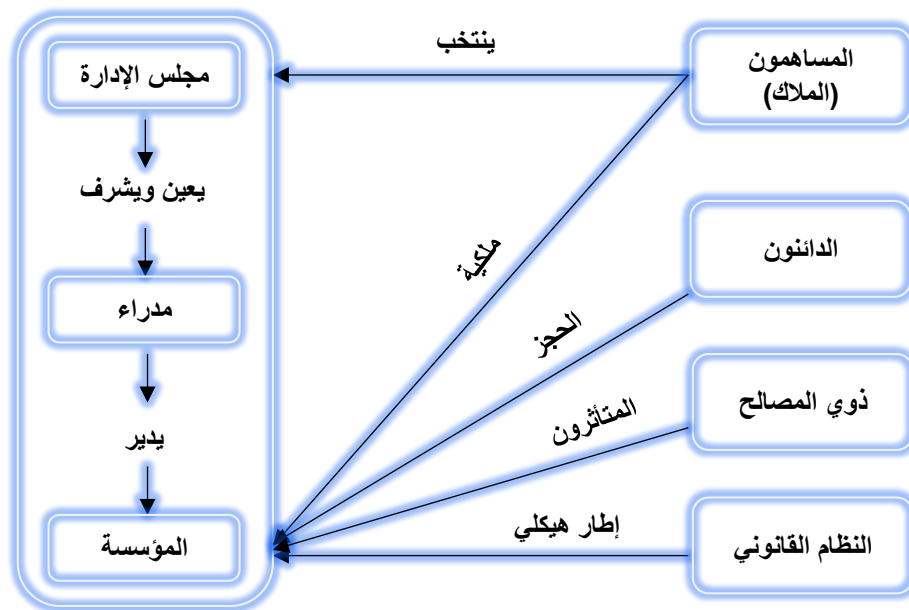 المساهمون
(الملاك)
ينتخب
مجلس الإدارة
يعين ويشرف
مدراء
يدير
المؤسسة
ملكية
الدائنون
الحجز
ذوي المصالح
المتأثرون
النظام القانوني
إطار هيكلي